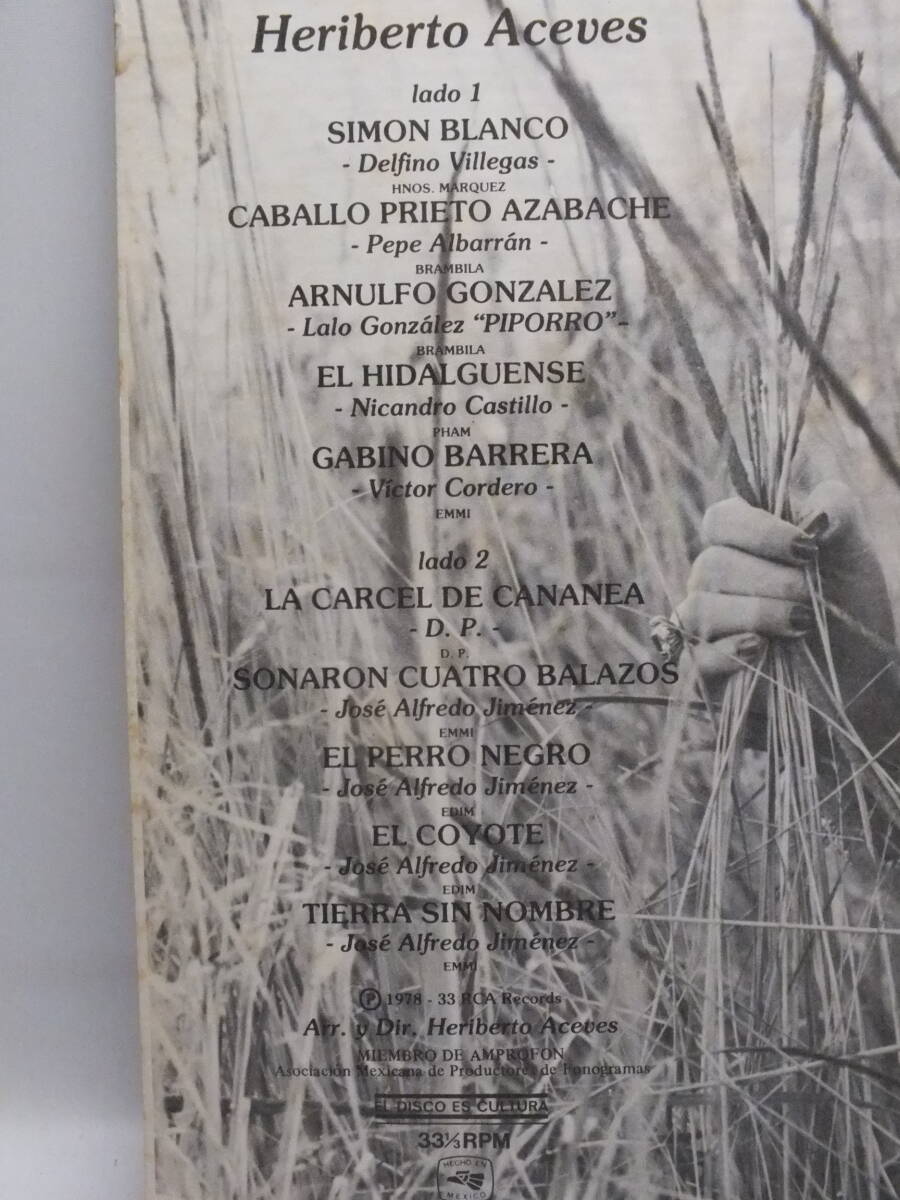 Heriberto Aceves
lado 1
SIMON BLANCO
- Delfino Villegas -
HNOS. MARQUEZ
CABALLO PRIETO AZABACHE
- Pepe Albarrán -
BRAMBILA
ARNULFO GONZALEZ
- Lalo González "PIPORRO" -
BRAMBILA
EL HIDALGUENSE
- Nicandro Castillo -
PHAM
GABINO BARRERA
- Víctor Cordero -
EMMI
lado 2
LA CARCEL DE CANANEA
- D. P. -
D. P.
SONARON CUATRO BALAZOS
- José Alfredo Jiménez -
EMMI
EL PERRO NEGRO
- José Alfredo Jiménez -
EDIM
EL COYOTE
- José Alfredo Jiménez -
EDIM
TIERRA SIN NOMBRE
- José Alfredo Jiménez -
EMMI
Ⓟ 1978 - 33 RCA Records
Arr. y Dir. Heriberto Aceves
MIEMBRO DE AMPROFON
Asociación Mexicana de Productores de Fonogramas
EL DISCO ES CULTURA
33⅓ RPM
HECHO EN
MEXICO